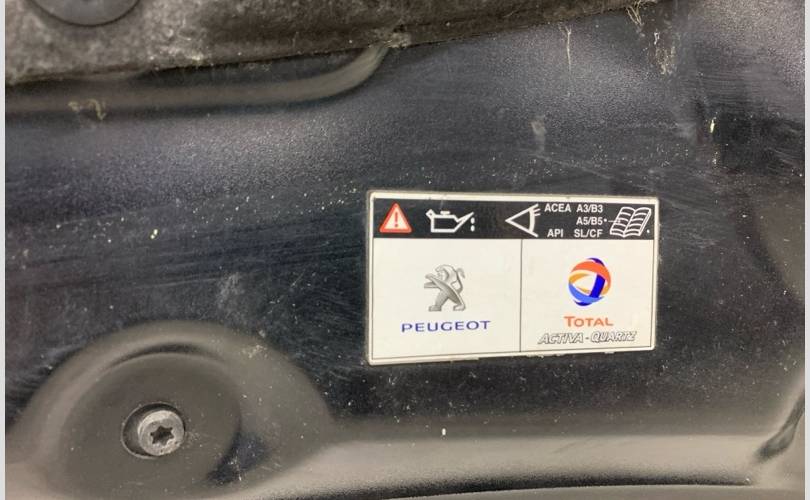 ACEA A3/B3
A5/B5•
API SL/CF
PEUGEOT
TOTAL
ACTIVA - QUARTZ